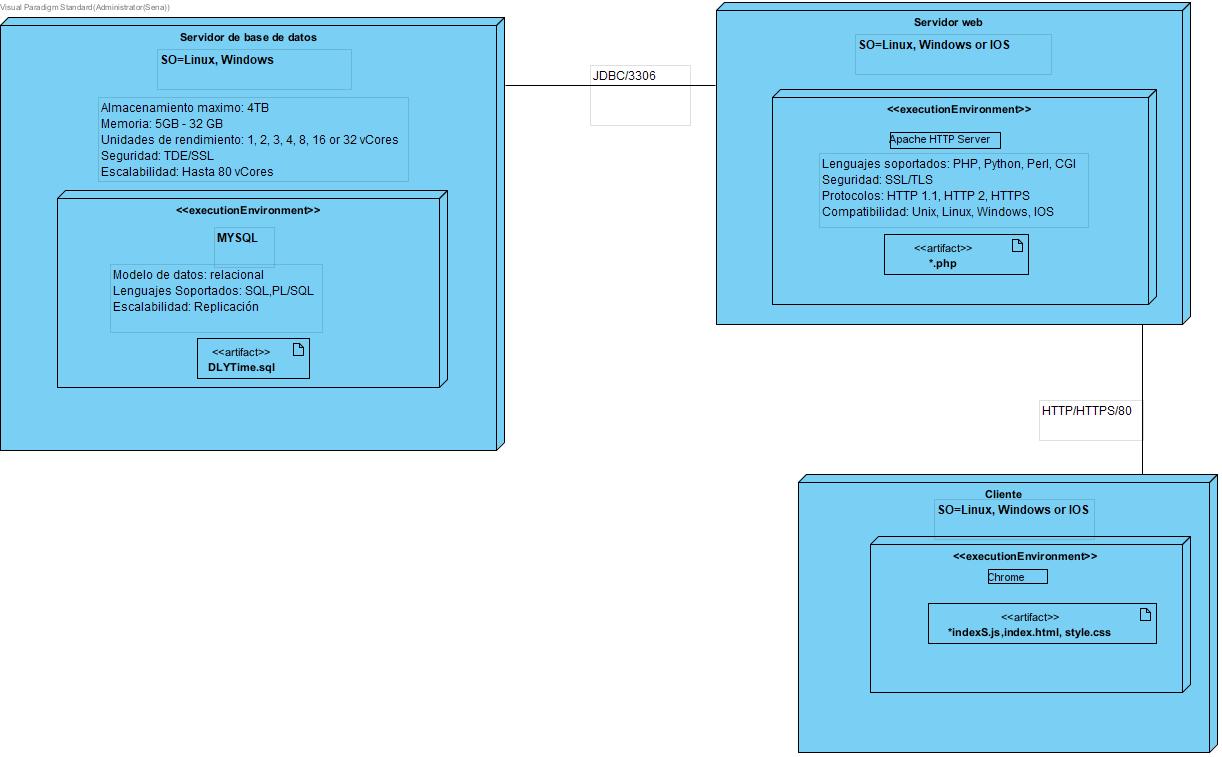 Visual Paradigm Standard(Administrator(Sena))
Servidor de base de datos
SO=Linux, Windows
Almacenamiento maximo: 4TB
Memoria: 5GB - 32 GB
Unidades de rendimiento: 1, 2, 3, 4, 8, 16 or 32 vCores
Seguridad: TDE/SSL
Escalabilidad: Hasta 80 vCores
<<executionEnvironment>>
MYSQL
Modelo de datos: relacional
Lenguajes Soportados: SQL,PL/SQL
Escalabilidad: Replicación
<<artifact>>
DLYTime.sql
JDBC/3306
Servidor web
SO=Linux, Windows or IOS
<<executionEnvironment>>
Apache HTTP Server
Lenguajes soportados: PHP, Python, Perl, CGI
Seguridad: SSL/TLS
Protocolos: HTTP 1.1, HTTP 2, HTTPS
Compatibilidad: Unix, Linux, Windows, IOS
<<artifact>>
*.php
HTTP/HTTPS/80
Cliente
SO=Linux, Windows or IOS
<<executionEnvironment>>
Chrome
<<artifact>>
*indexS.js,index.html, style.css